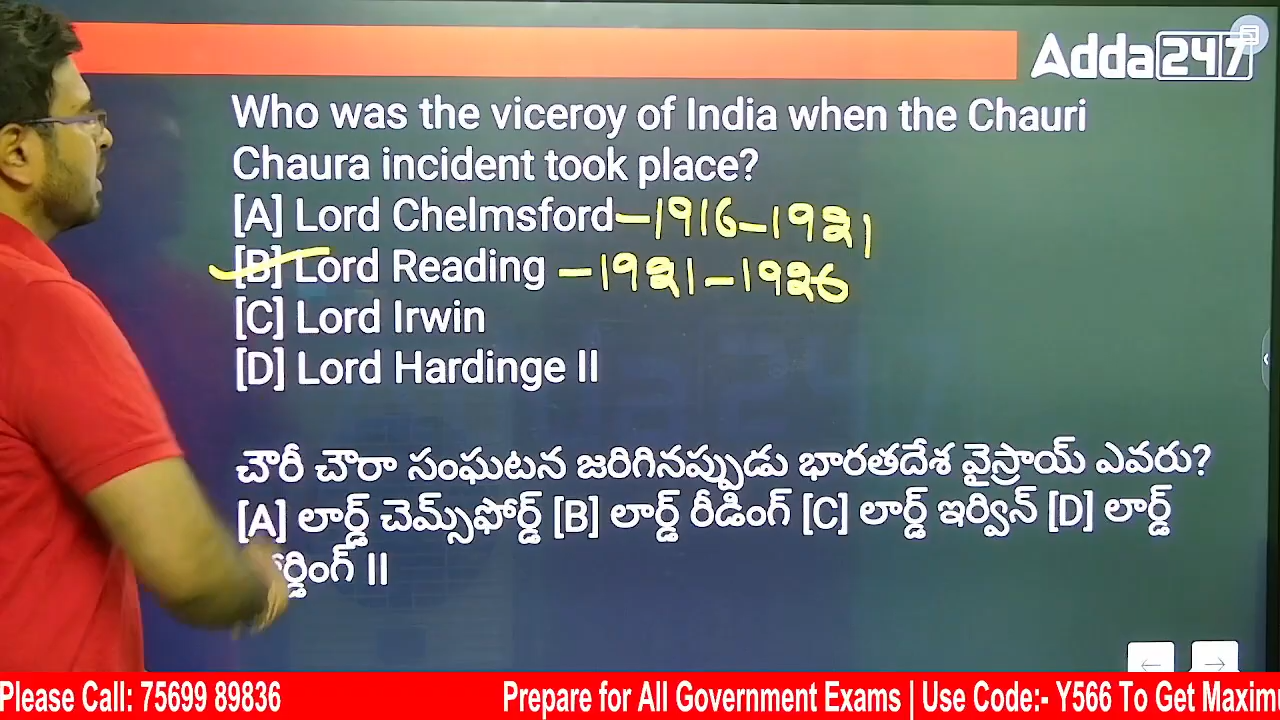 Adda247
Who was the viceroy of India when the Chauri
Chaura incident took place?
[A] Lord Chelmsford -1916-1921
[B] Lord Reading -1921-1926
[C] Lord Irwin
[D] Lord Hardinge II
చౌరీ చౌరా సంఘటన జరిగినప్పుడు భారతదేశ వైస్రాయ్ ఎవరు?
[A] లార్డ్ చెమ్స్‌ఫోర్డ్ [B] లార్డ్ రీడింగ్ [C] లార్డ్ ఇర్విన్ [D] లార్డ్
II
Please Call: 75699 89836 Prepare for All Government Exams | Use Code:- Y566 To Get